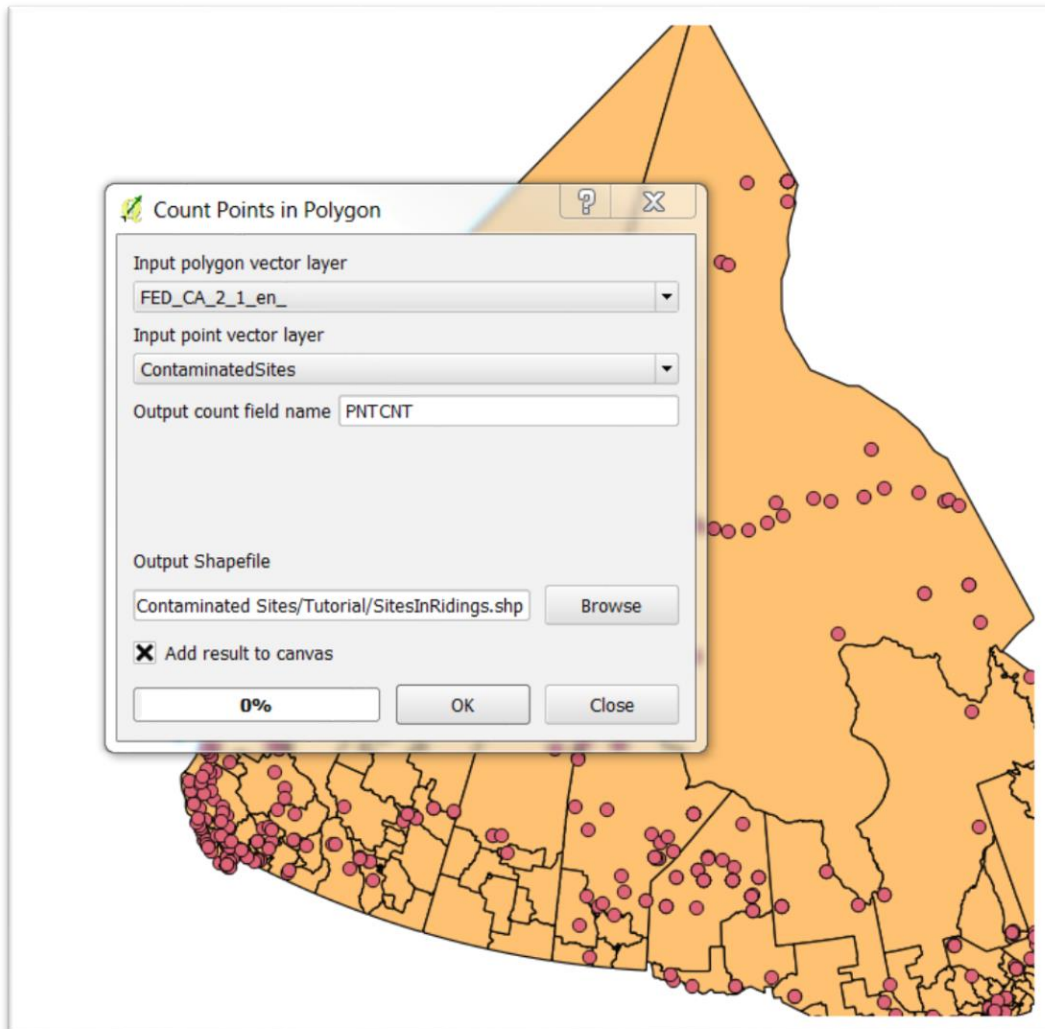 Count Points in Polygon
Input polygon vector layer
FED_CA_2_1_en_
Input point vector layer
ContaminatedSites
Output count field name PNTCNT
Output Shapefile
Contaminated Sites/Tutorial/SitesInRidings.shp Browse
Add result to canvas
0% OK Close